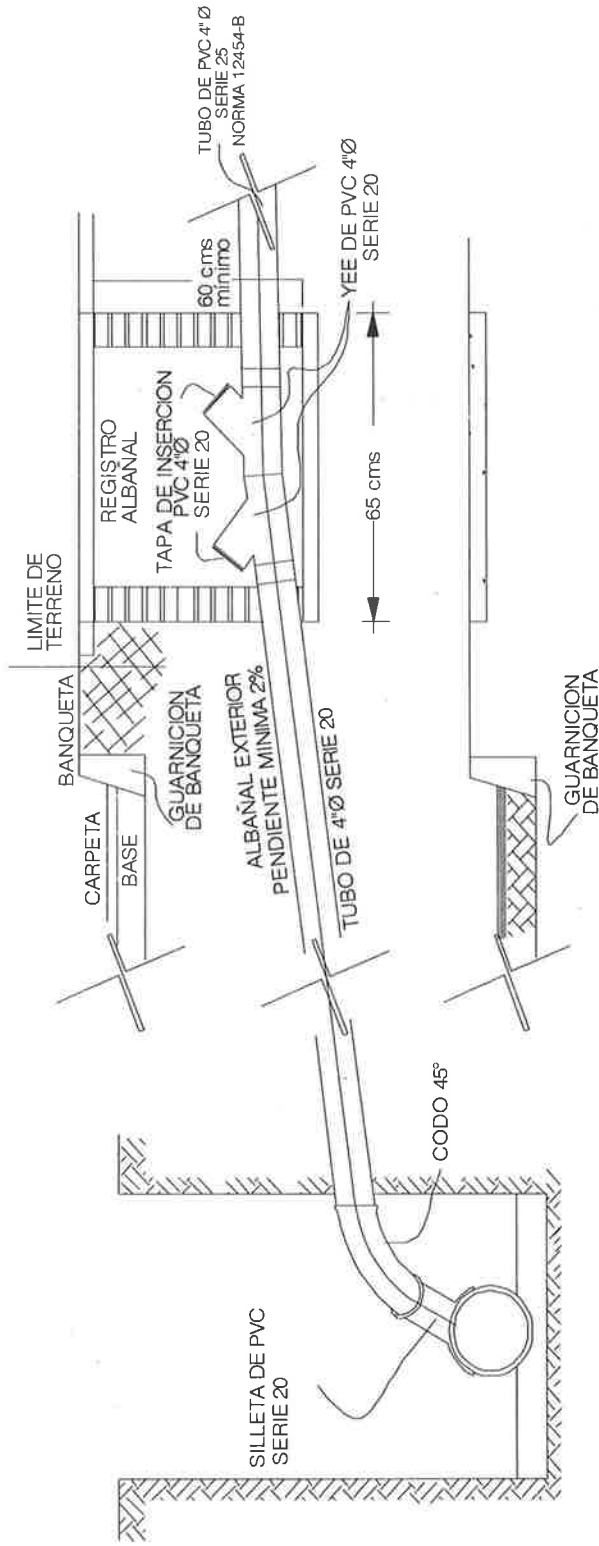 TUBO DE PVC 4"Ø
SERIE 25
NORMA 12454-B
60 cms
mínimo
YEE DE PVC 4"Ø
SERIE 20
LIMITE DE
TERRENO
REGISTRO
ALBAÑAL
TAPA DE INSERCION
PVC 4"Ø
SERIE 20
65 cms
BANQUETA
GUARNICION
DE BANQUETA
CARPETA
BASE
ALBAÑAL EXTERIOR
PENDIENTE MINIMA 2%
TUBO DE 4"Ø SERIE 20
GUARNICION
DE BANQUETA
CODO 45°
SILLETA DE PVC
SERIE 20